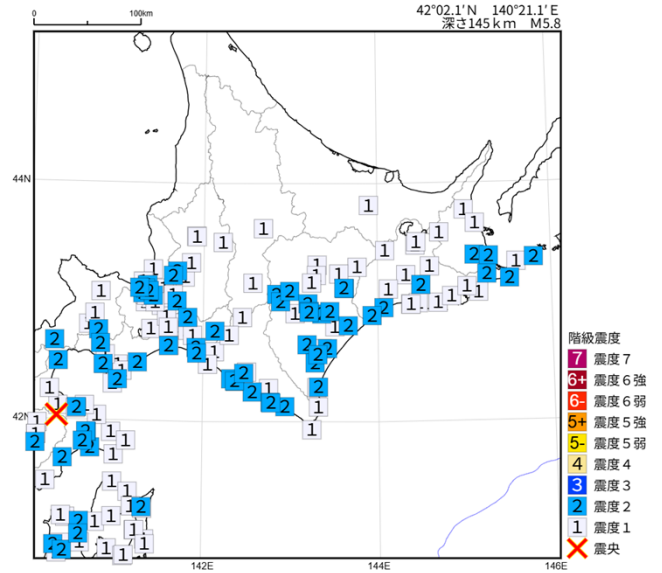 0 100km
42°02.1'N 140°21.1'E
深さ145km M5.8
44N
42N
142E 144E 146E
階級震度
7 震度7
6+ 震度6強
6- 震度6弱
5+ 震度5強
5- 震度5弱
4 震度4
3 震度3
2 震度2
1 震度1
震央